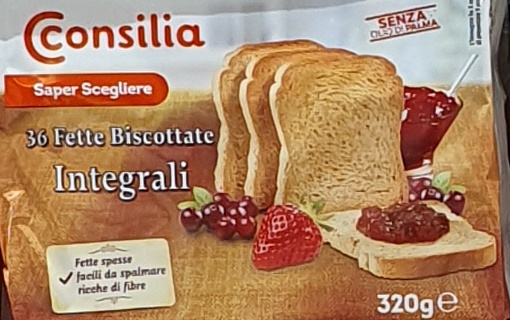 Consilia
SENZA
OLIO DI PALMA
Saper Scegliere
36 Fette Biscottate
Integrali
Fette spesse
facili da spalmare
ricche di fibre
320g e